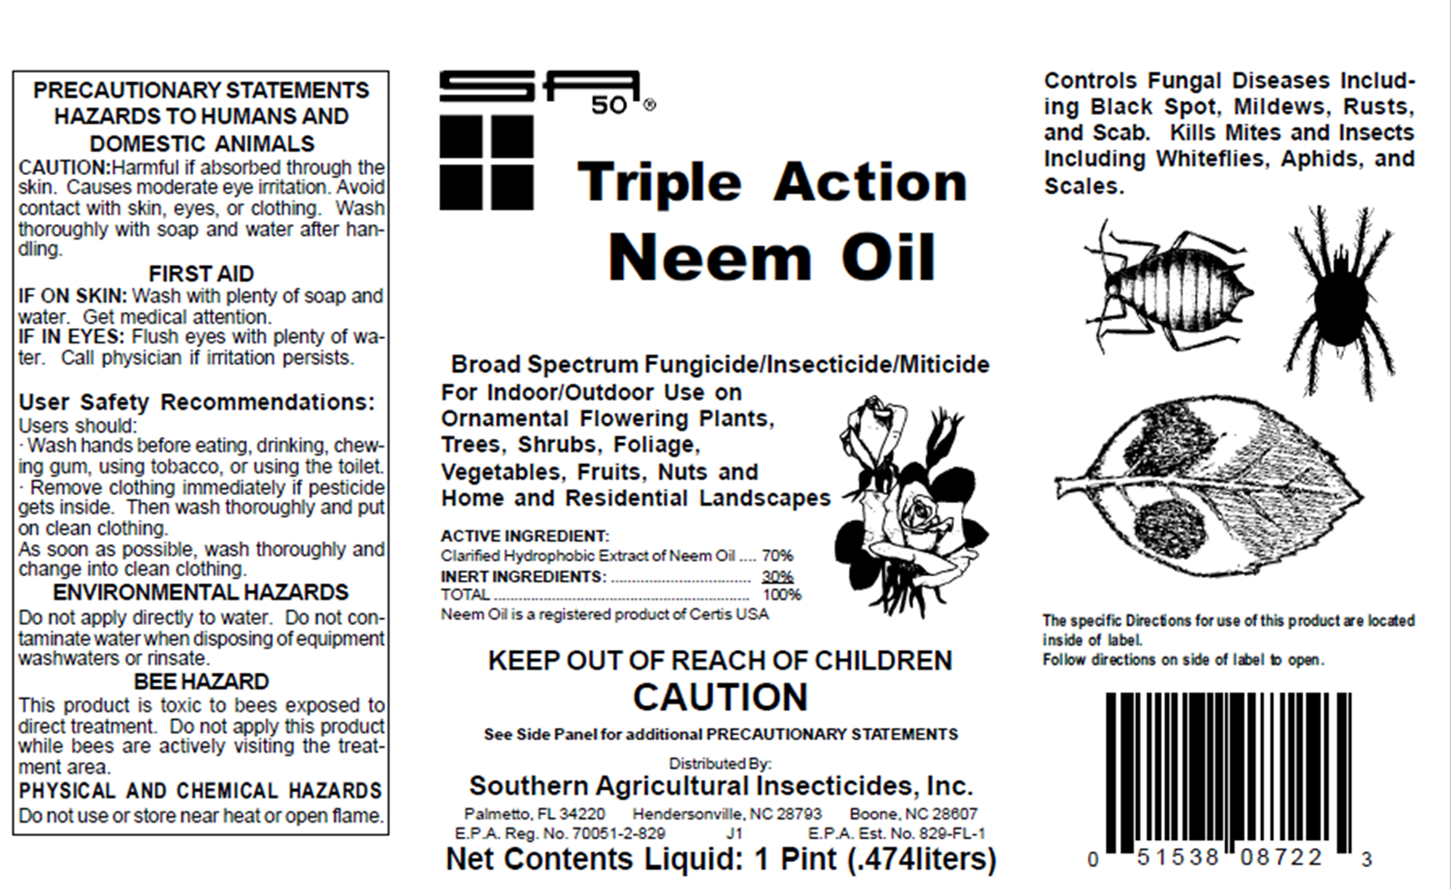 PRECAUTIONARY STATEMENTS
HAZARDS TO HUMANS AND
DOMESTIC ANIMALS
CAUTION:Harmful if absorbed through the
skin. Causes moderate eye irritation. Avoid
contact with skin, eyes, or clothing. Wash
thoroughly with soap and water after han-
dling.
FIRST AID
IF ON SKIN: Wash with plenty of soap and
water. Get medical attention.
IF IN EYES: Flush eyes with plenty of wa-
ter. Call physician if irritation persists.
User Safety Recommendations:
Users should:
· Wash hands before eating, drinking, chew-
ing gum, using tobacco, or using the toilet.
· Remove clothing immediately if pesticide
gets inside. Then wash thoroughly and put
on clean clothing.
As soon as possible, wash thoroughly and
change into clean clothing.
ENVIRONMENTAL HAZARDS
Do not apply directly to water. Do not con-
taminate water when disposing of equipment
washwaters or rinsate.
BEE HAZARD
This product is toxic to bees exposed to
direct treatment. Do not apply this product
while bees are actively visiting the treat-
ment area.
PHYSICAL AND CHEMICAL HAZARDS
Do not use or store near heat or open flame.
SA
50 ®
Triple Action
Neem Oil
Broad Spectrum Fungicide/Insecticide/Miticide
For Indoor/Outdoor Use on
Ornamental Flowering Plants,
Trees, Shrubs, Foliage,
Vegetables, Fruits, Nuts and
Home and Residential Landscapes
ACTIVE INGREDIENT:
Clarified Hydrophobic Extract of Neem Oil .... 70%
INERT INGREDIENTS: .................................. 30%
TOTAL .............................................................. 100%
Neem Oil is a registered product of Certis USA
KEEP OUT OF REACH OF CHILDREN
CAUTION
See Side Panel for additional PRECAUTIONARY STATEMENTS
Distributed By:
Southern Agricultural Insecticides, Inc.
Palmetto, FL 34220 Hendersonville, NC 28793 Boone, NC 28607
E.P.A. Reg. No. 70051-2-829 J1 E.P.A. Est. No. 829-FL-1
Net Contents Liquid: 1 Pint (.474liters)
Controls Fungal Diseases Includ-
ing Black Spot, Mildews, Rusts,
and Scab. Kills Mites and Insects
Including Whiteflies, Aphids, and
Scales.
The specific Directions for use of this product are located
inside of label.
Follow directions on side of label to open.
0 51538 08722 3